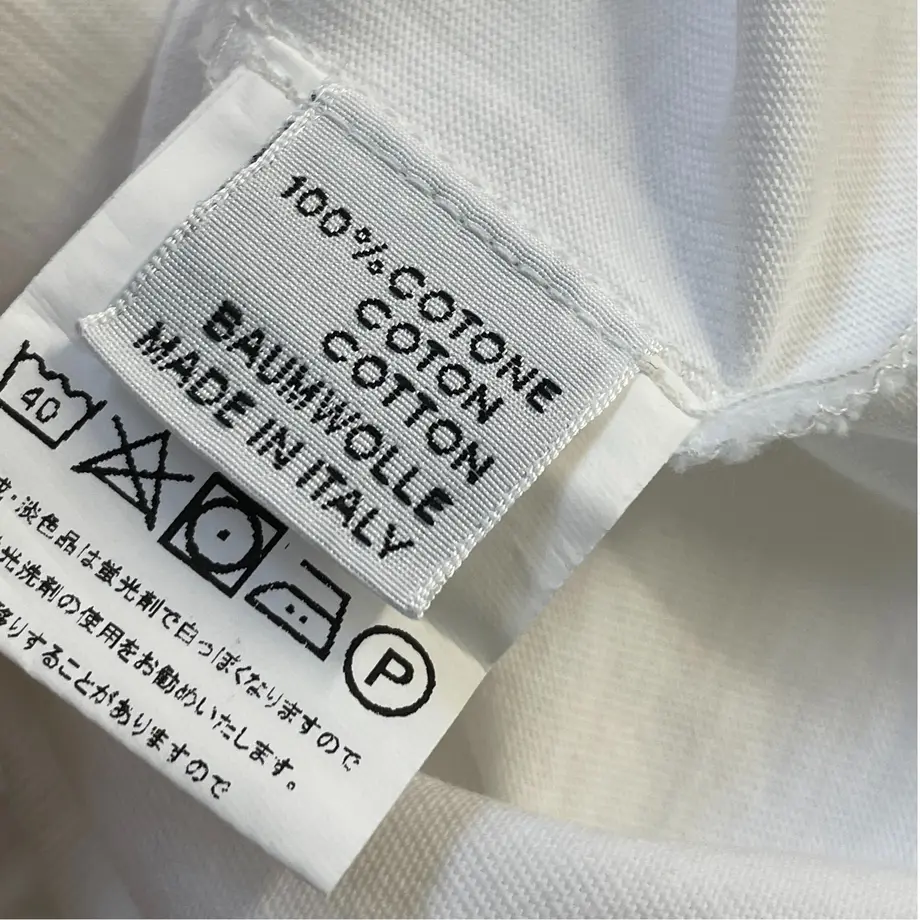 100% COTONE
COTON
COTTON
BAUMWOLLE
MADE IN ITALY
40
P
・淡色品は蛍光剤で白っぽくなりますので
光洗剤の使用をお勧めいたします。
移りすることがありますので